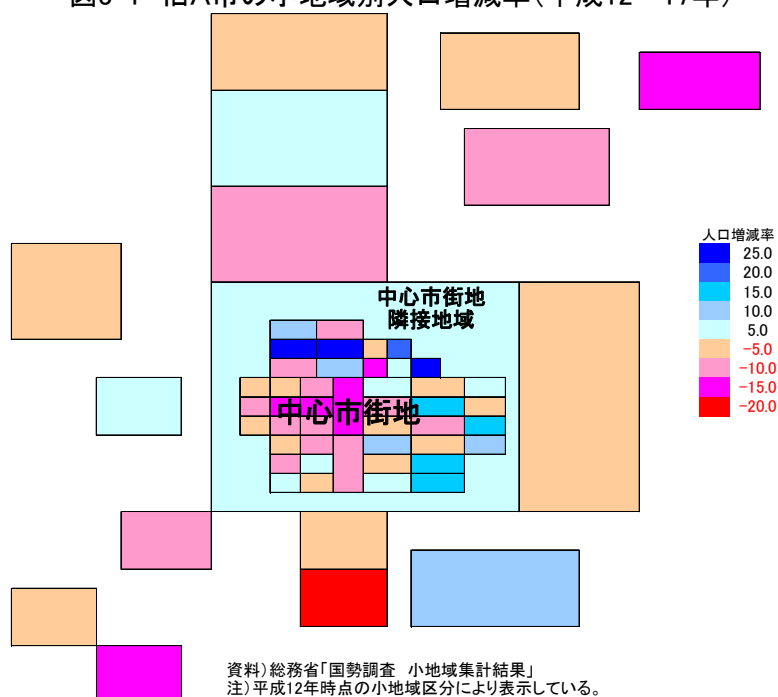 人口増減率
25.0
20.0
15.0
10.0
5.0
-5.0
-10.0
-15.0
-20.0
中心市街地
隣接地域
中心市街地
資料）総務省「国勢調査 小地域集計結果」
注）平成12年時点の小地域区分により表示している。